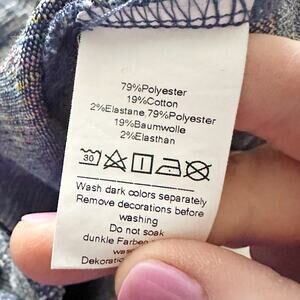 79%Polyester
19%Cotton
2%Elastane,79%Polyester
19%Baumwolle
2%Elasthan
30
Wash dark colors separately
Remove decorations before
washing
Do not soak
dunkle Farben
Dekoratio